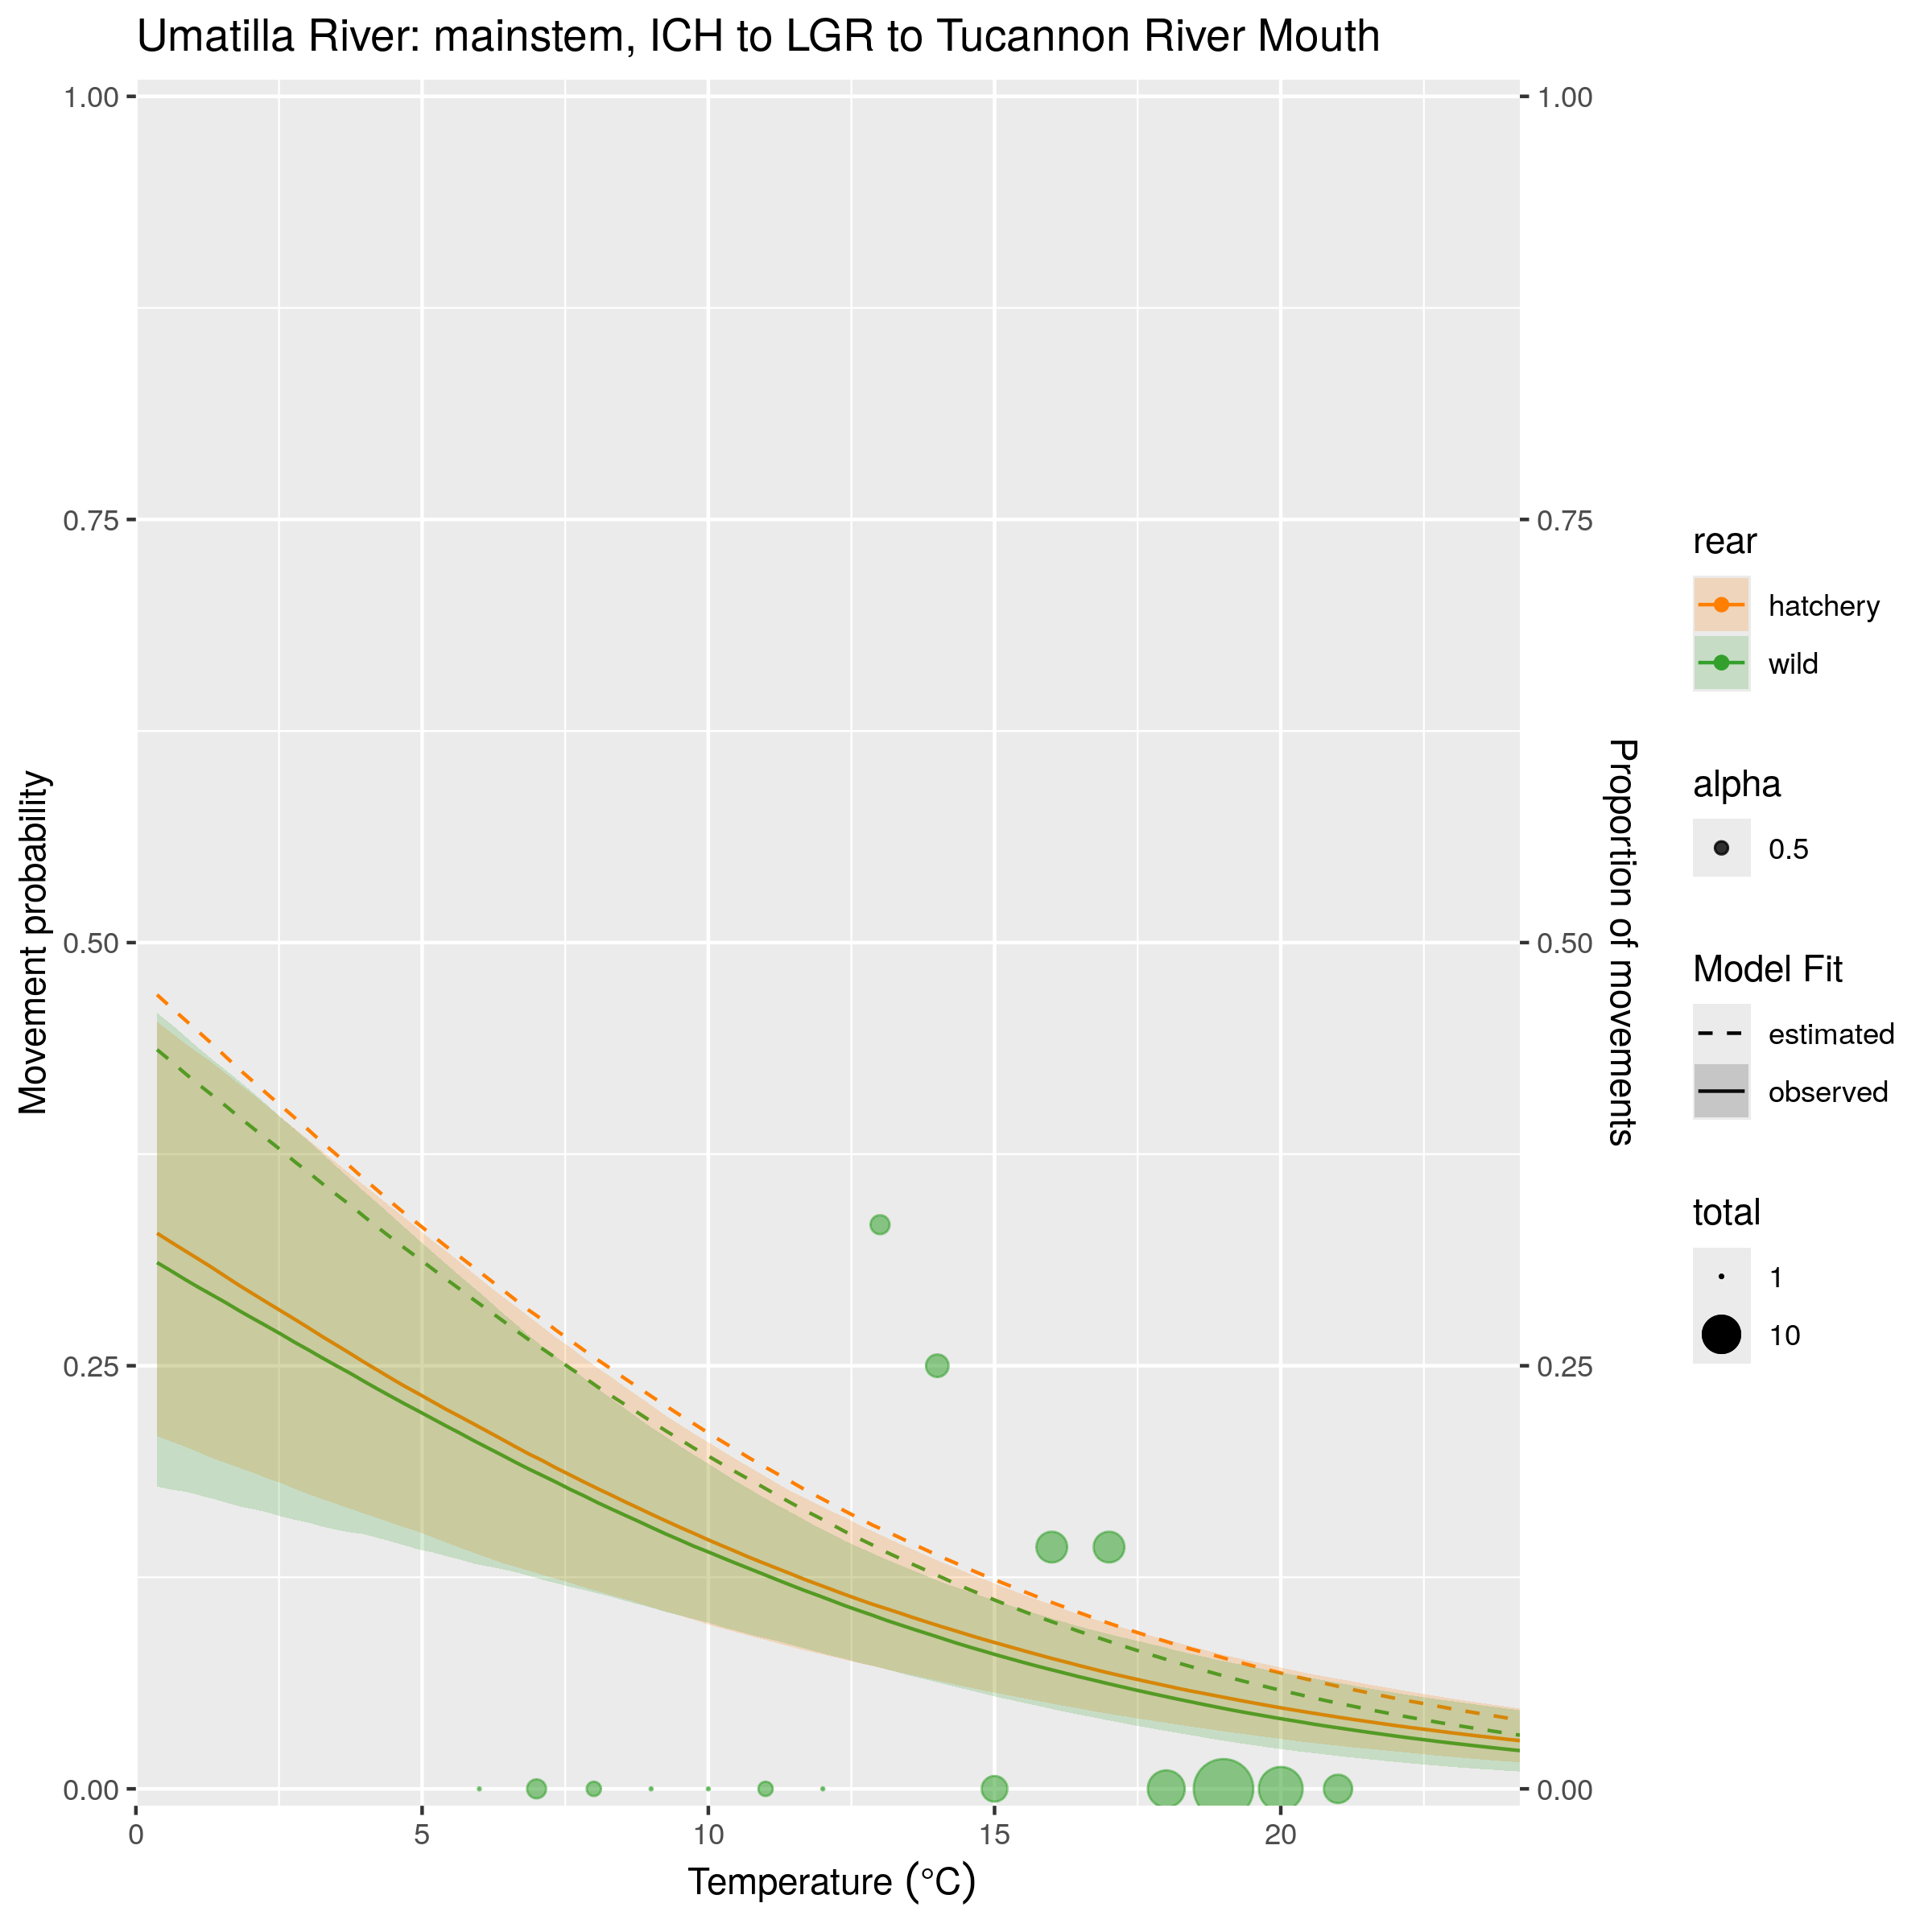 Umatilla River: mainstem, ICH to LGR to Tucannon River Mouth
Movement probability
1.00
0.75
0.50
0.25
0.00
0
5
10
15
20
Temperature (°C)
1.00
0.75
0.50
0.25
0.00
Proportion of movements
rear
hatchery
wild
alpha
0.5
Model Fit
estimated
observed
total
1
10